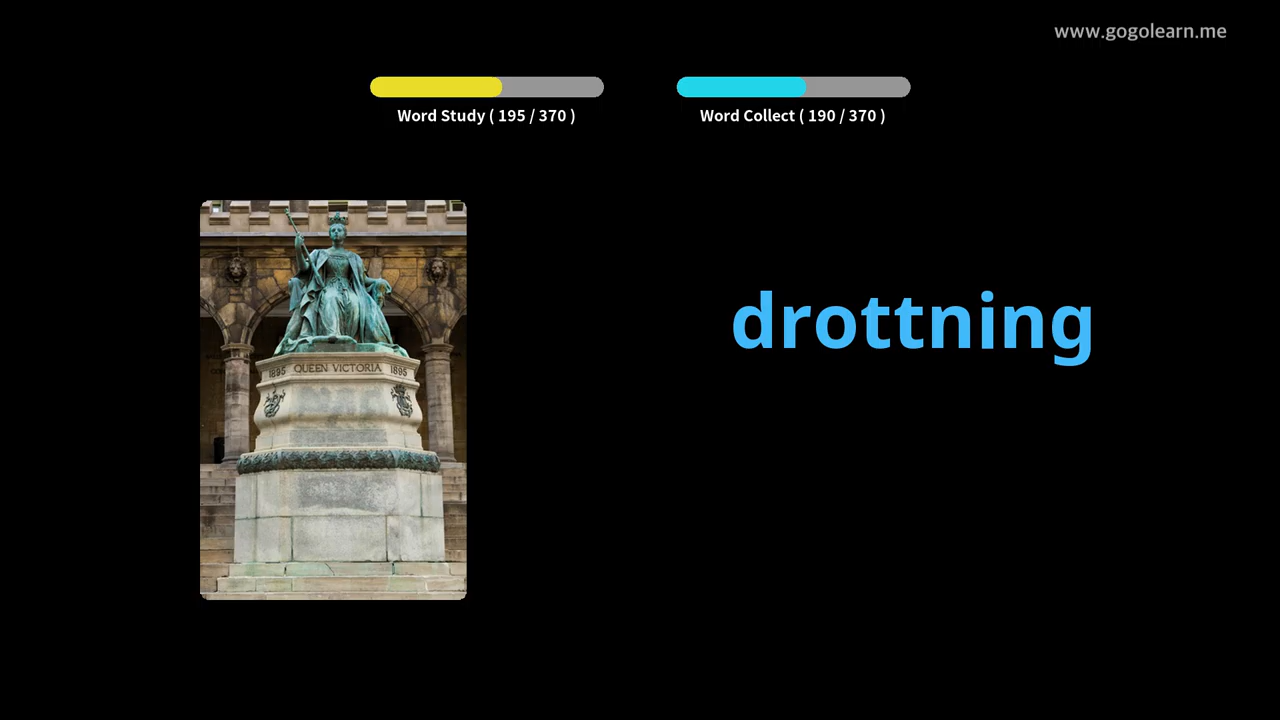 www.gogolearn.me
Word Study ( 195 / 370 )
Word Collect ( 190 / 370 )
drottning
1895 QUEEN VICTORIA 1895